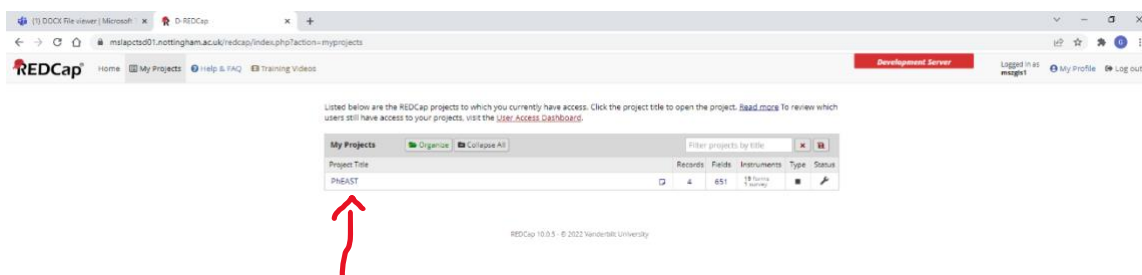 (1) DOCX File viewer | Microsoft T
D-REDCap
mslapctsd01.nottingham.ac.uk/redcap/index.php?action=myprojects
G
REDCap Home My Projects Help & FAQ Training Videos
Development Server
Logged in as
mszgls1
My Profile Log out
Listed below are the REDCap projects to which you currently have access. Click the project title to open the project. Read more To review which
users still have access to your projects, visit the User Access Dashboard.
My Projects Organize Collapse All Filter projects by title
Project Title Records Fields Instruments Type Status
PhEAST 4 651 19 forms
1 survey
REDCap 10.0.5 - © 2022 Vanderbilt University